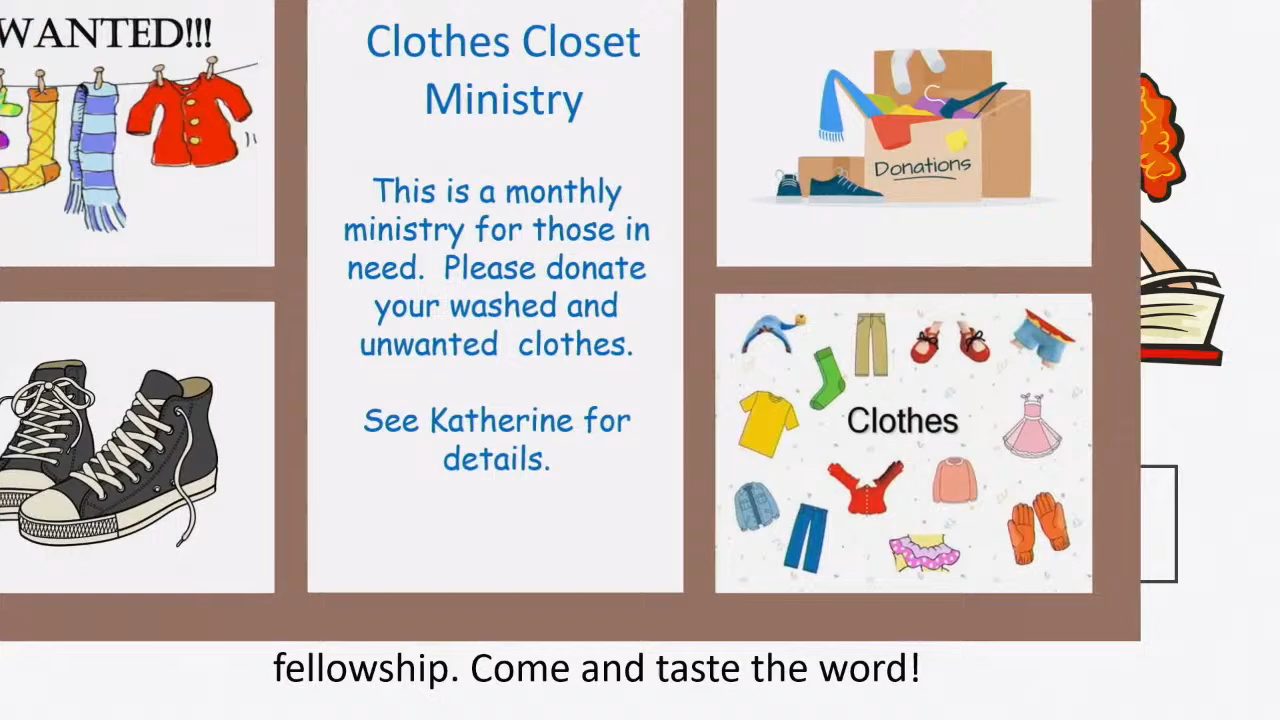 WANTED!!!
Clothes Closet
Ministry
This is a monthly
ministry for those in
need. Please donate
your washed and
unwanted clothes.
See Katherine for
details.
Donations
Clothes
fellowship. Come and taste the word!